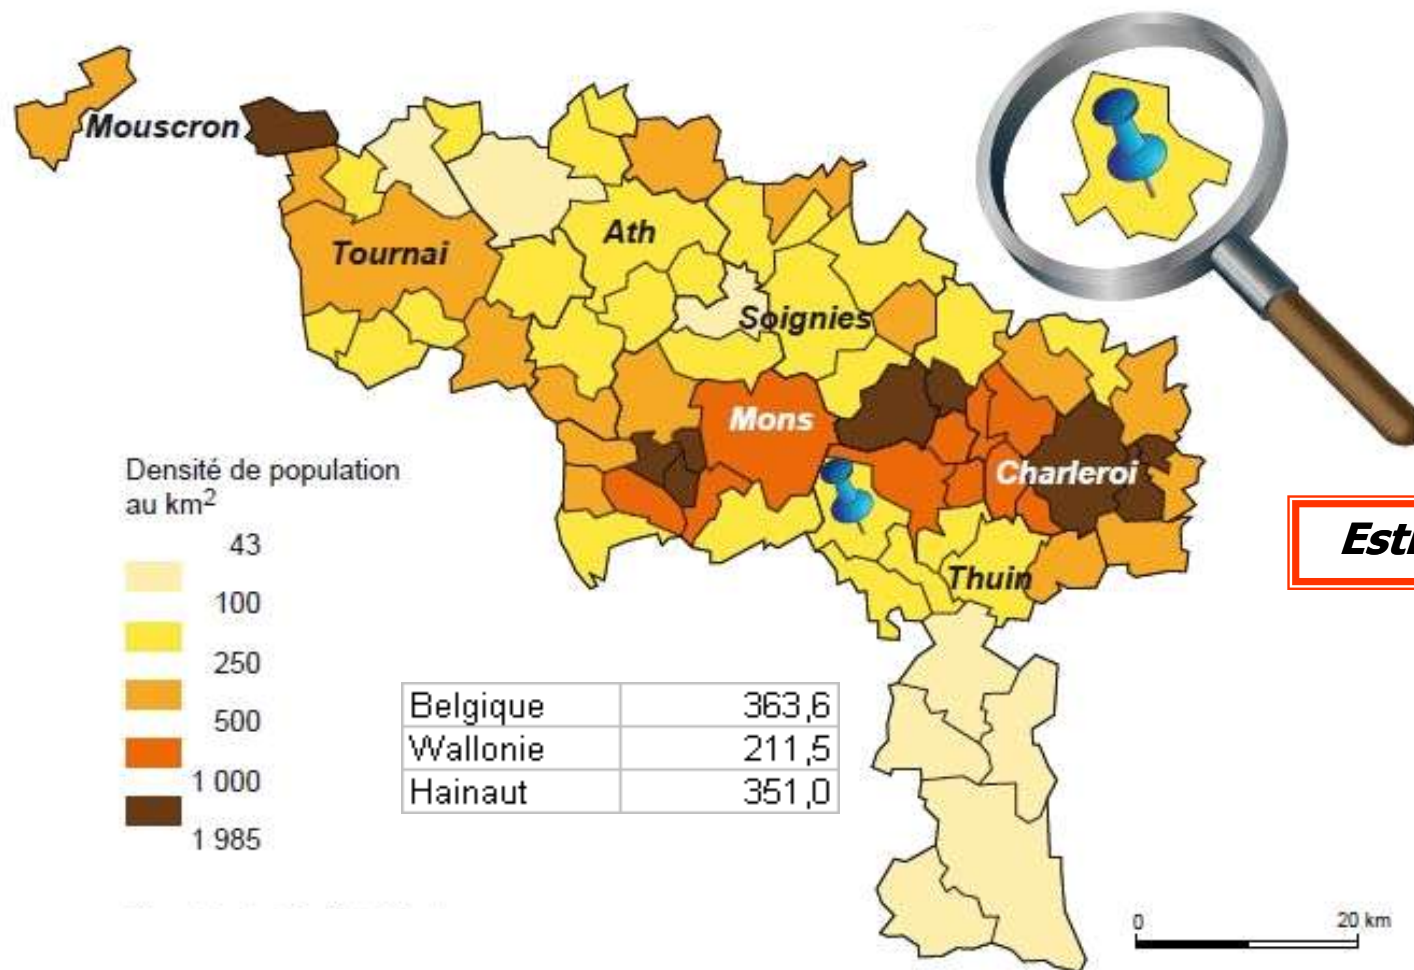 Mouscron
Tournai
Ath
Soignies
Mons
Charleroi
Thuin
Densité de population
au km²
43
100
250
500
1 000
1 985
Belgique 363,6
Wallonie 211,5
Hainaut 351,0
0 20 km